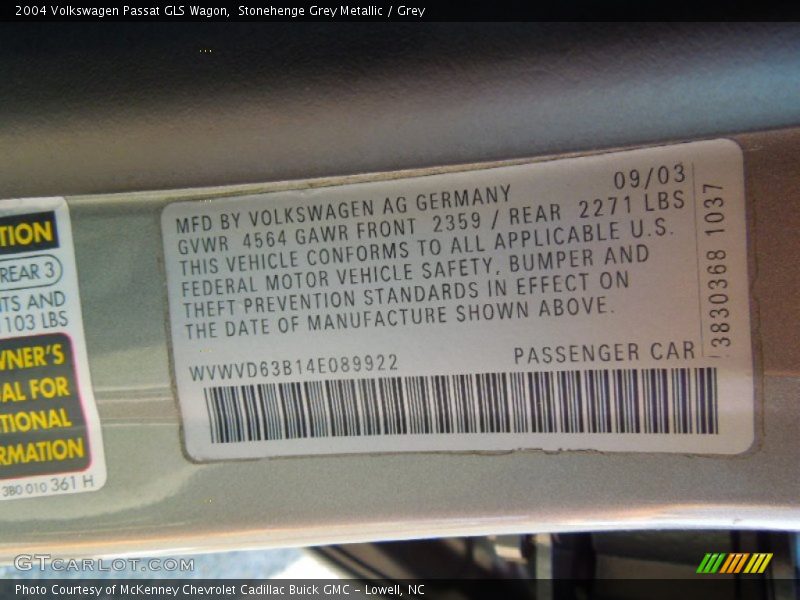 2004 Volkswagen Passat GLS Wagon,  Stonehenge Grey Metallic / Grey
MFD BY VOLKSWAGEN AG GERMANY 09/03
GVWR 4564 GAWR FRONT 2359 / REAR 2271 LBS
THIS VEHICLE CONFORMS TO ALL APPLICABLE U.S.
FEDERAL MOTOR VEHICLE SAFETY, BUMPER AND
THEFT PREVENTION STANDARDS IN EFFECT ON
THE DATE OF MANUFACTURE SHOWN ABOVE.
WVWVD63B14E089922 PASSENGER CAR
3830368 1037
TION
REAR 3
TS AND
1103 LBS
WNER'S
AL FOR
TIONAL
RMATION
3B0 010 361 H
GTCARLOT.COM
Photo Courtesy of McKenney Chevrolet Cadillac Buick GMC - Lowell, NC